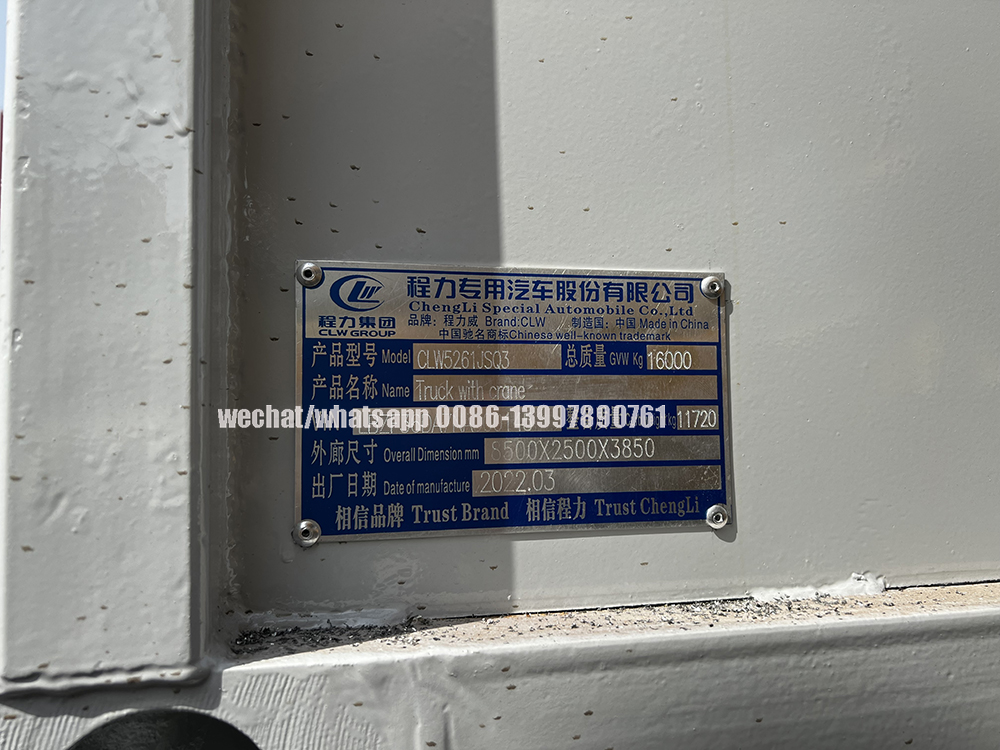 程力专用汽车股份有限公司
ChengLi Special Automobile Co.,Ltd
程力集团
CLW GROUP
品牌：程力威 Brand:CLW 制造国：中国 Made in China
中国驰名商标Chinese well-known trademark
产品型号 Model CLW5261JSQ3 总质量 GVW Kg 16000
产品名称 Name Truck with crane
wechat/whatsapp 0086-13997890761
kg 11720
外廊尺寸 Overall Dimension mm 8500X2500X3850
出厂日期 Date of manufacture 2022.03
相信品牌 Trust Brand 相信程力 Trust ChengLi